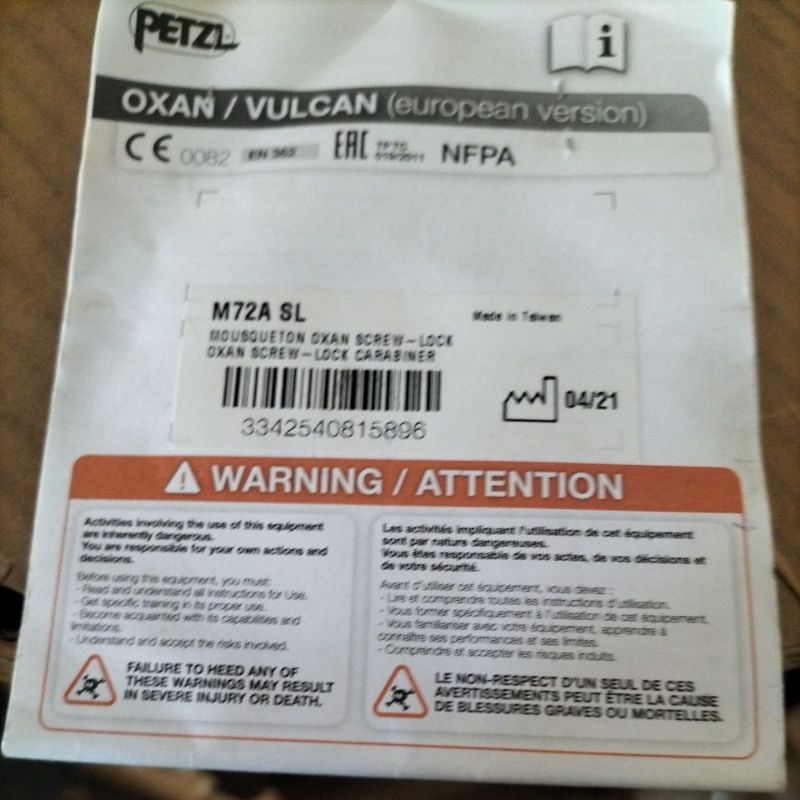 PETZL
i
OXAN / VULCAN (european version)
CE 0082 EN 362 EAC TP TC 019/2011 NFPA
M72A SL
Made in Taiwan
MOUSQUETON OXAN SCREW-LOCK
OXAN SCREW-LOCK CARABINER
04/21
3342540815896
WARNING / ATTENTION
Activities involving the use of this equipment
are inherently dangerous.
You are responsible for your own actions and
decisions.
Before using this equipment, you must:
- Read and understand all Instructions for Use.
- Get specific training in its proper use.
- Become acquainted with its capabilities and
limitations.
- Understand and accept the risks involved.
FAILURE TO HEED ANY OF
THESE WARNINGS MAY RESULT
IN SEVERE INJURY OR DEATH.
Les activités impliquant l'utilisation de cet équipement
sont par nature dangereuses.
Vous êtes responsable de vos actes, de vos décisions et
de votre sécurité.
Avant d'utiliser cet équipement, vous devez :
- Lire et comprendre toutes les instructions d'utilisation.
- Vous former spécifiquement à l'utilisation de cet équipement.
- Vous familiariser avec votre équipement, apprendre à
connaître ses performances et ses limites.
- Comprendre et accepter les risques induits.
LE NON-RESPECT D'UN SEUL DE CES
AVERTISSEMENTS PEUT ÊTRE LA CAUSE
DE BLESSURES GRAVES OU MORTELLES.